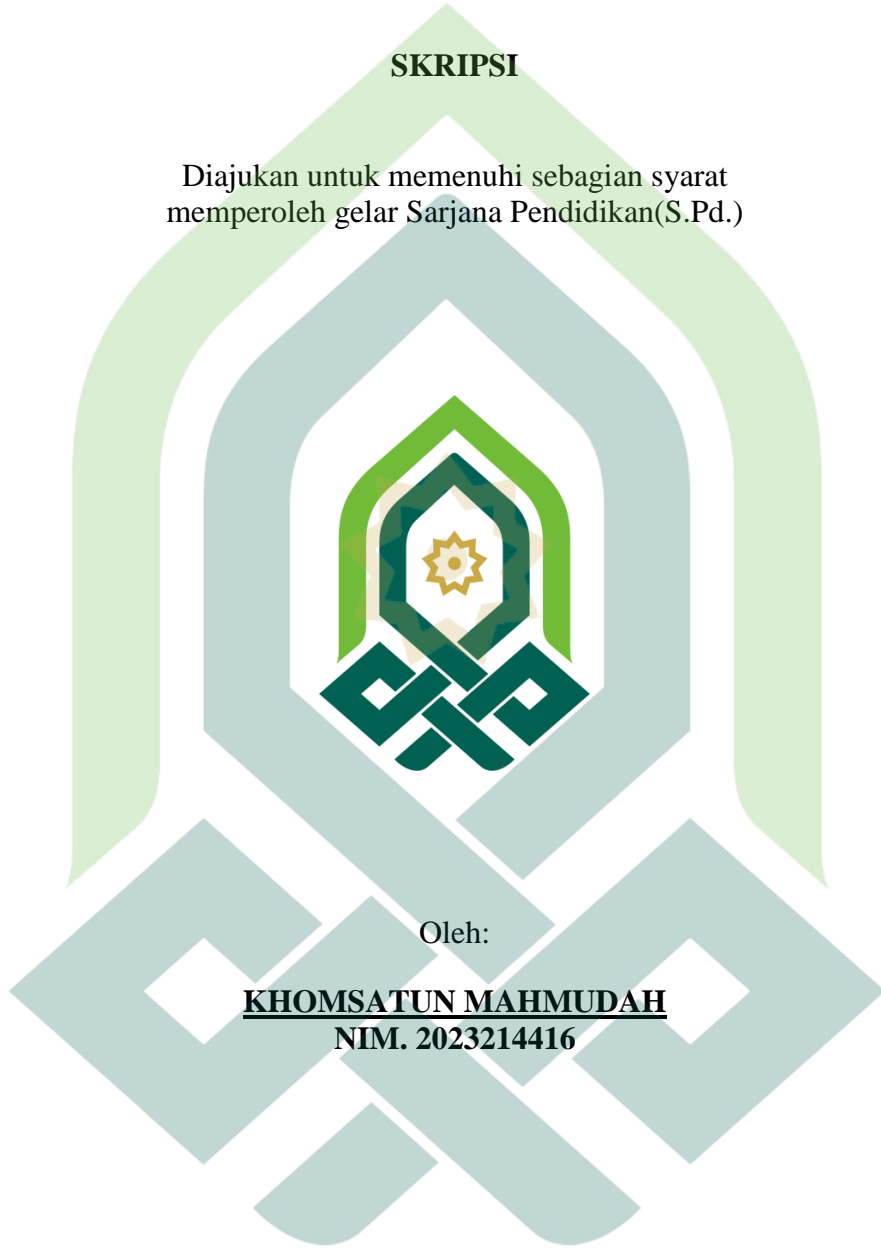 SKRIPSI
Diajukan untuk memenuhi sebagian syarat
memperoleh gelar Sarjana Pendidikan(S.Pd.)
Oleh:
KHOMSATUN MAHMUDAH
NIM. 2023214416